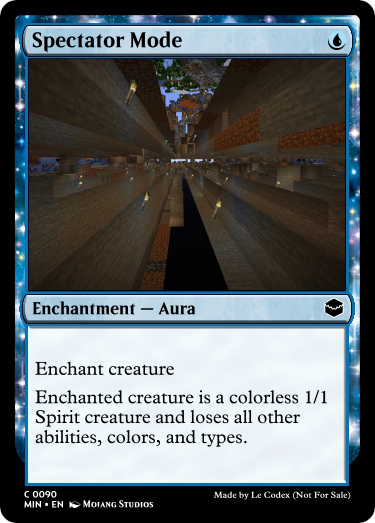 Spectator Mode
Enchantment — Aura
Enchant creature
Enchanted creature is a colorless 1/1
Spirit creature and loses all other
abilities, colors, and types.
C 0090
MIN • EN Mojang Studios
Made by Le Codex (Not For Sale)